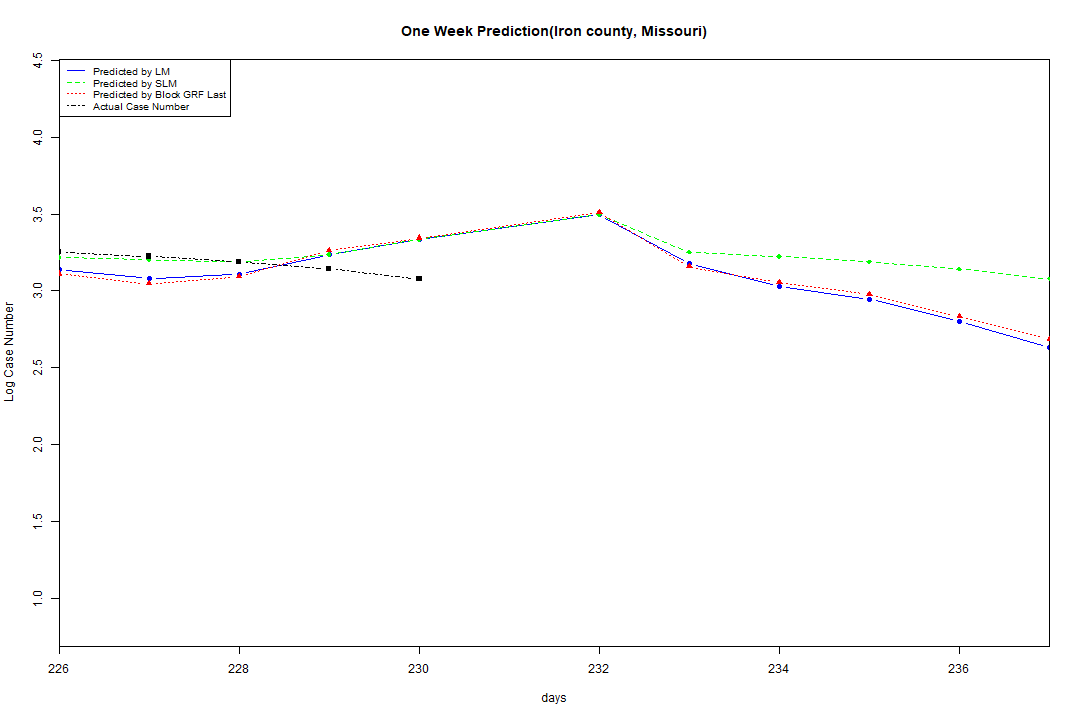 One Week Prediction(Iron county, Missouri)
Predicted by LM
Predicted by SLM
Predicted by Block GRF Last
Actual Case Number
4.5
4.0
3.5
3.0
2.5
2.0
1.5
1.0
Log Case Number
226 228 230 232 234 236
days